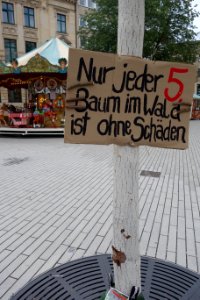 Nur jeder 5.
Baum im Wald
ist ohne Schäden